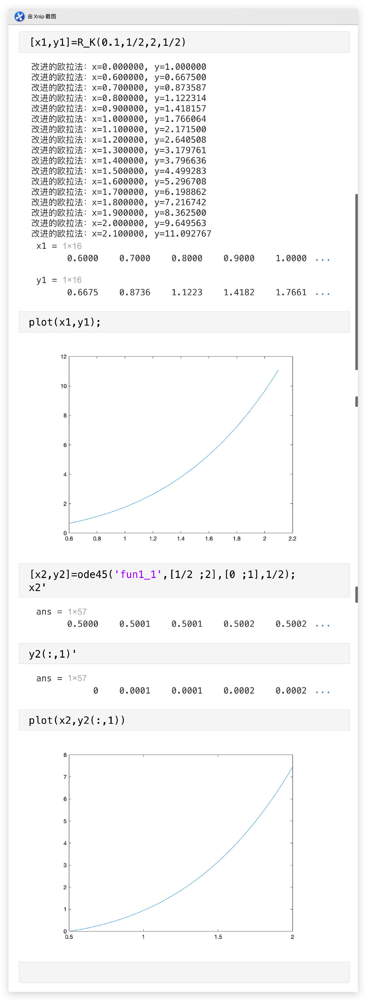 由 Xnip 截图
[x1,y1]=R_K(0.1,1/2,2,1/2)
改进的欧拉法：x=0.000000, y=1.000000
改进的欧拉法：x=0.600000, y=0.667500
改进的欧拉法：x=0.700000, y=0.873587
改进的欧拉法：x=0.800000, y=1.122314
改进的欧拉法：x=0.900000, y=1.418157
改进的欧拉法：x=1.000000, y=1.766064
改进的欧拉法：x=1.100000, y=2.171500
改进的欧拉法：x=1.200000, y=2.640508
改进的欧拉法：x=1.300000, y=3.179761
改进的欧拉法：x=1.400000, y=3.796636
改进的欧拉法：x=1.500000, y=4.499283
改进的欧拉法：x=1.600000, y=5.296708
改进的欧拉法：x=1.700000, y=6.198862
改进的欧拉法：x=1.800000, y=7.216742
改进的欧拉法：x=1.900000, y=8.362500
改进的欧拉法：x=2.000000, y=9.649563
改进的欧拉法：x=2.100000, y=11.092767
x1 = 1×16
0.6000 0.7000 0.8000 0.9000 1.0000 ...
y1 = 1×16
0.6675 0.8736 1.1223 1.4182 1.7661 ...
plot(x1,y1);
12
10
8
6
4
2
0
0.6 0.8 1 1.2 1.4 1.6 1.8 2 2.2
[x2,y2]=ode45('fun1_1',[1/2 ;2],[0 ;1],1/2);
x2'
ans = 1×57
0.5000 0.5001 0.5001 0.5002 0.5002 ...
y2(:,1)'
ans = 1×57
0 0.0001 0.0001 0.0002 0.0002 ...
plot(x2,y2(:,1))
8
7
6
5
4
3
2
1
0
0.5 1 1.5 2